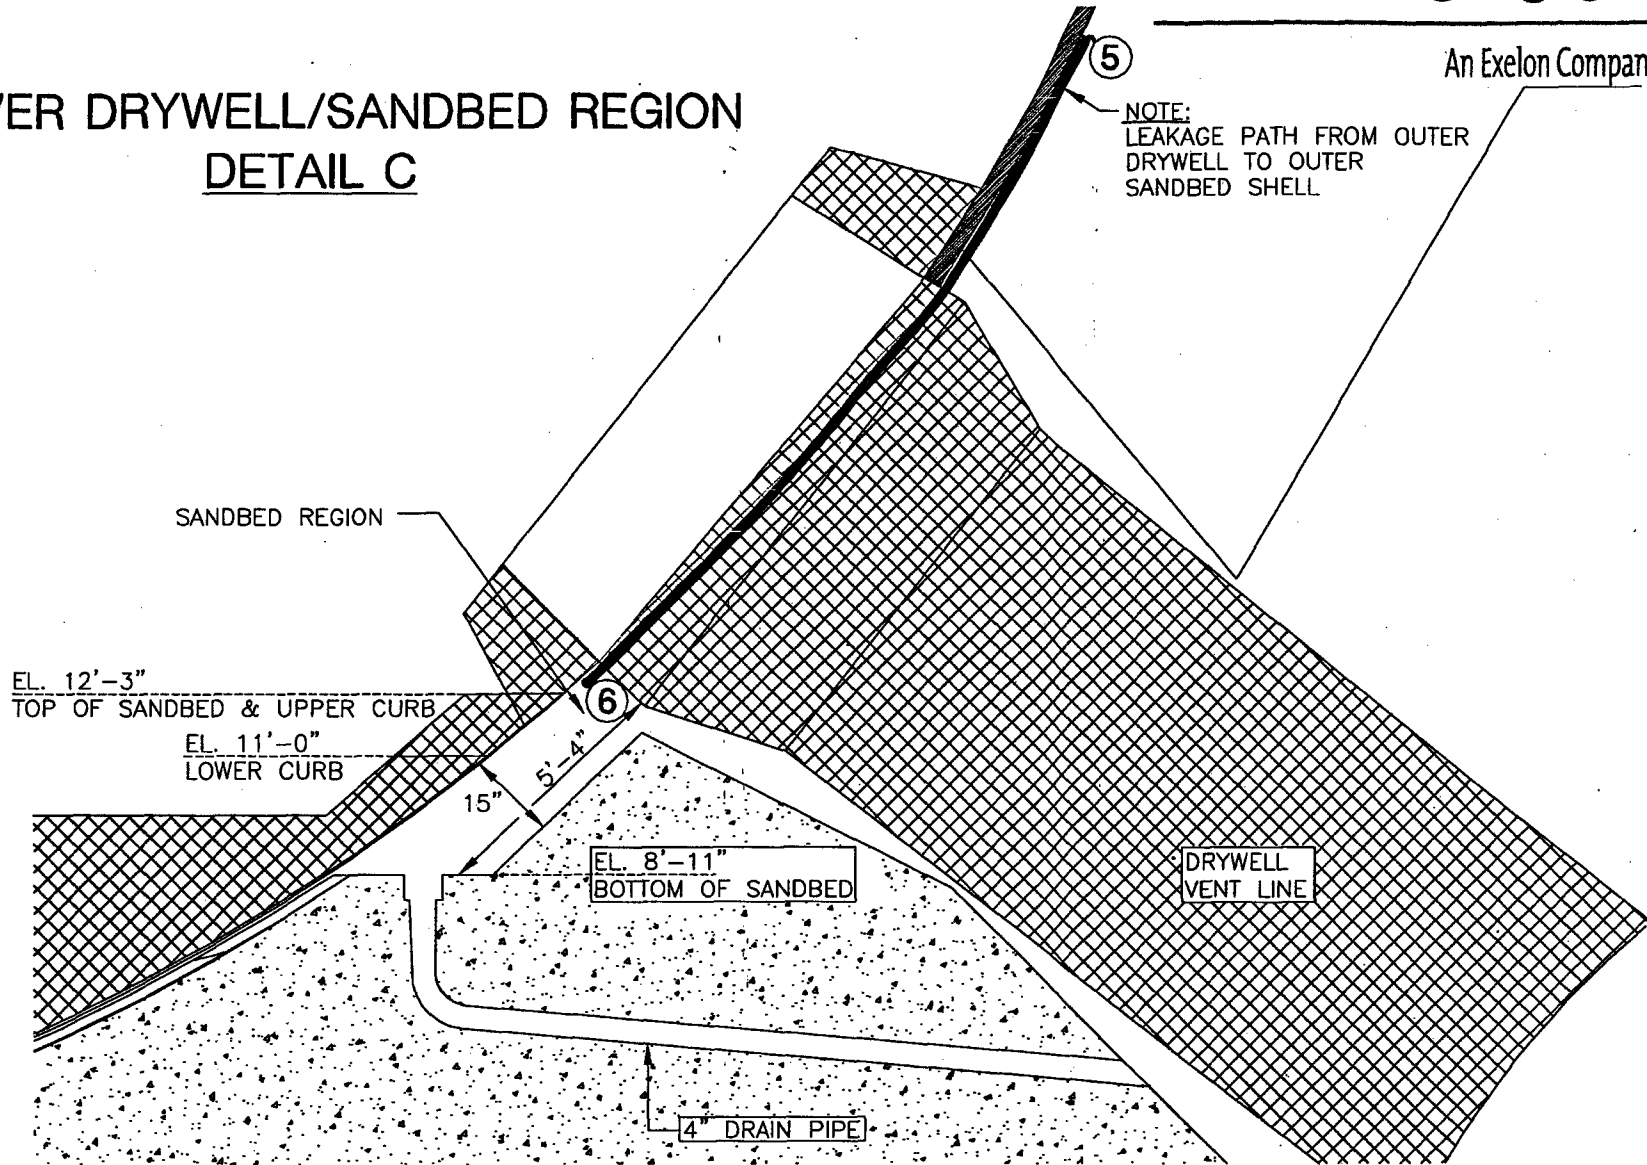 An Exelon Compan
'ER DRYWELL/SANDBED REGION
DETAIL C
5
NOTE:
LEAKAGE PATH FROM OUTER
DRYWELL TO OUTER
SANDBED SHELL
SANDBED REGION
EL. 12'-3"
TOP OF SANDBED & UPPER CURB
6
EL. 11'-0"
LOWER CURB
5'-4"
15"
EL. 8'-11"
BOTTOM OF SANDBED
DRYWELL
VENT LINE
4" DRAIN PIPE